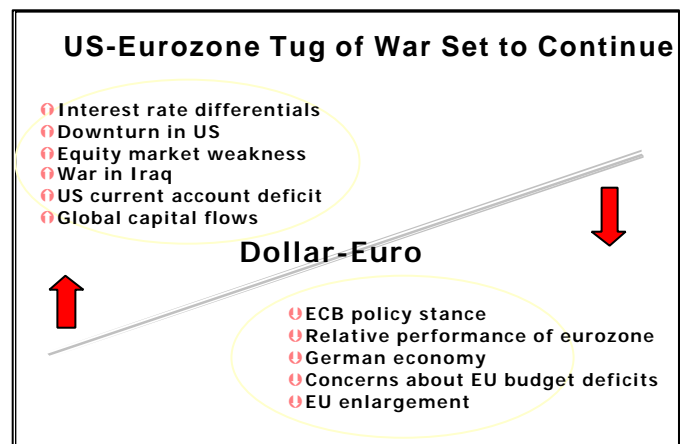 US-Eurozone Tug of War Set to Continue
Interest rate differentials
Downturn in US
Equity market weakness
War in Iraq
US current account deficit
Global capital flows
Dollar-Euro
ECB policy stance
Relative performance of eurozone
German economy
Concerns about EU budget deficits
EU enlargement